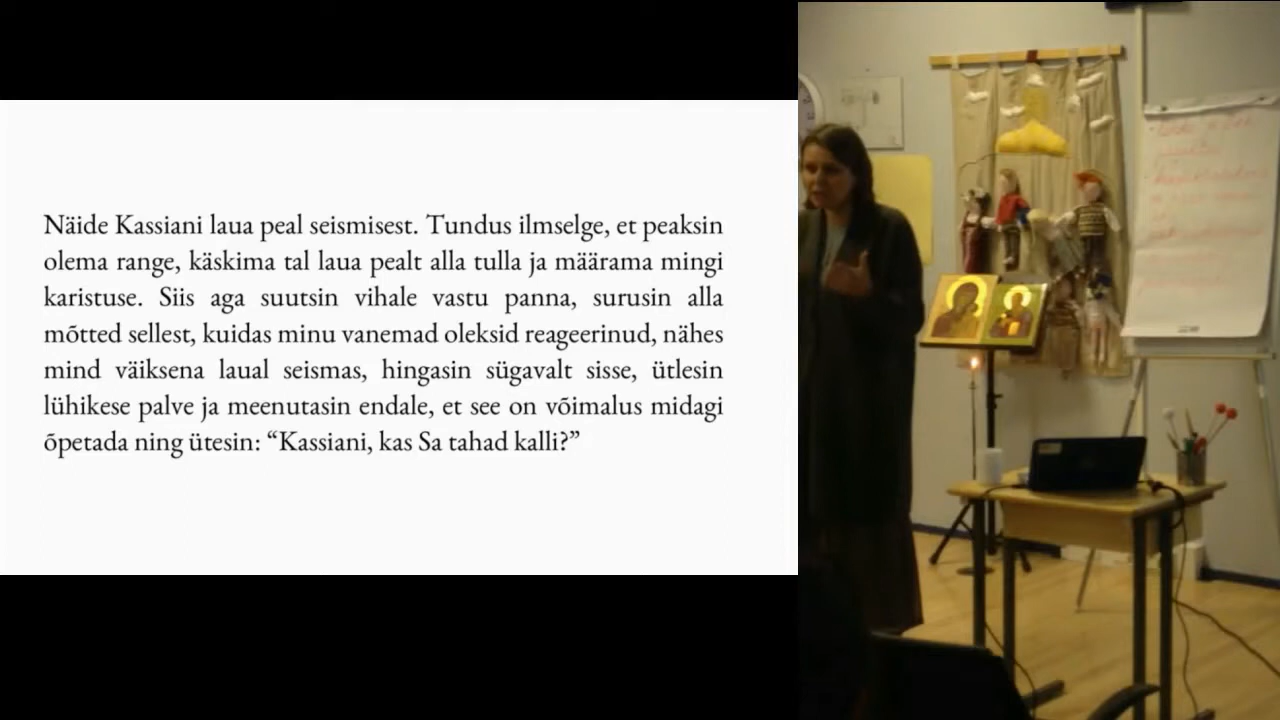 Näide Kassiani laua peal seismisest. Tundus ilmselge, et peaksin
olema range, käskima tal laua pealt alla tulla ja määrama mingi
karistuse. Siis aga suutsin vihale vastu panna, surusin alla
mõtted sellest, kuidas minu vanemad oleksid reageerinud, nähes
mind väiksena laual seismas, hingasin sügavalt sisse, ütlesin
lühikese palve ja meenutasin endale, et see on võimalus midagi
õpetada ning ütesin: “Kassiani, kas Sa tahad kalli?”